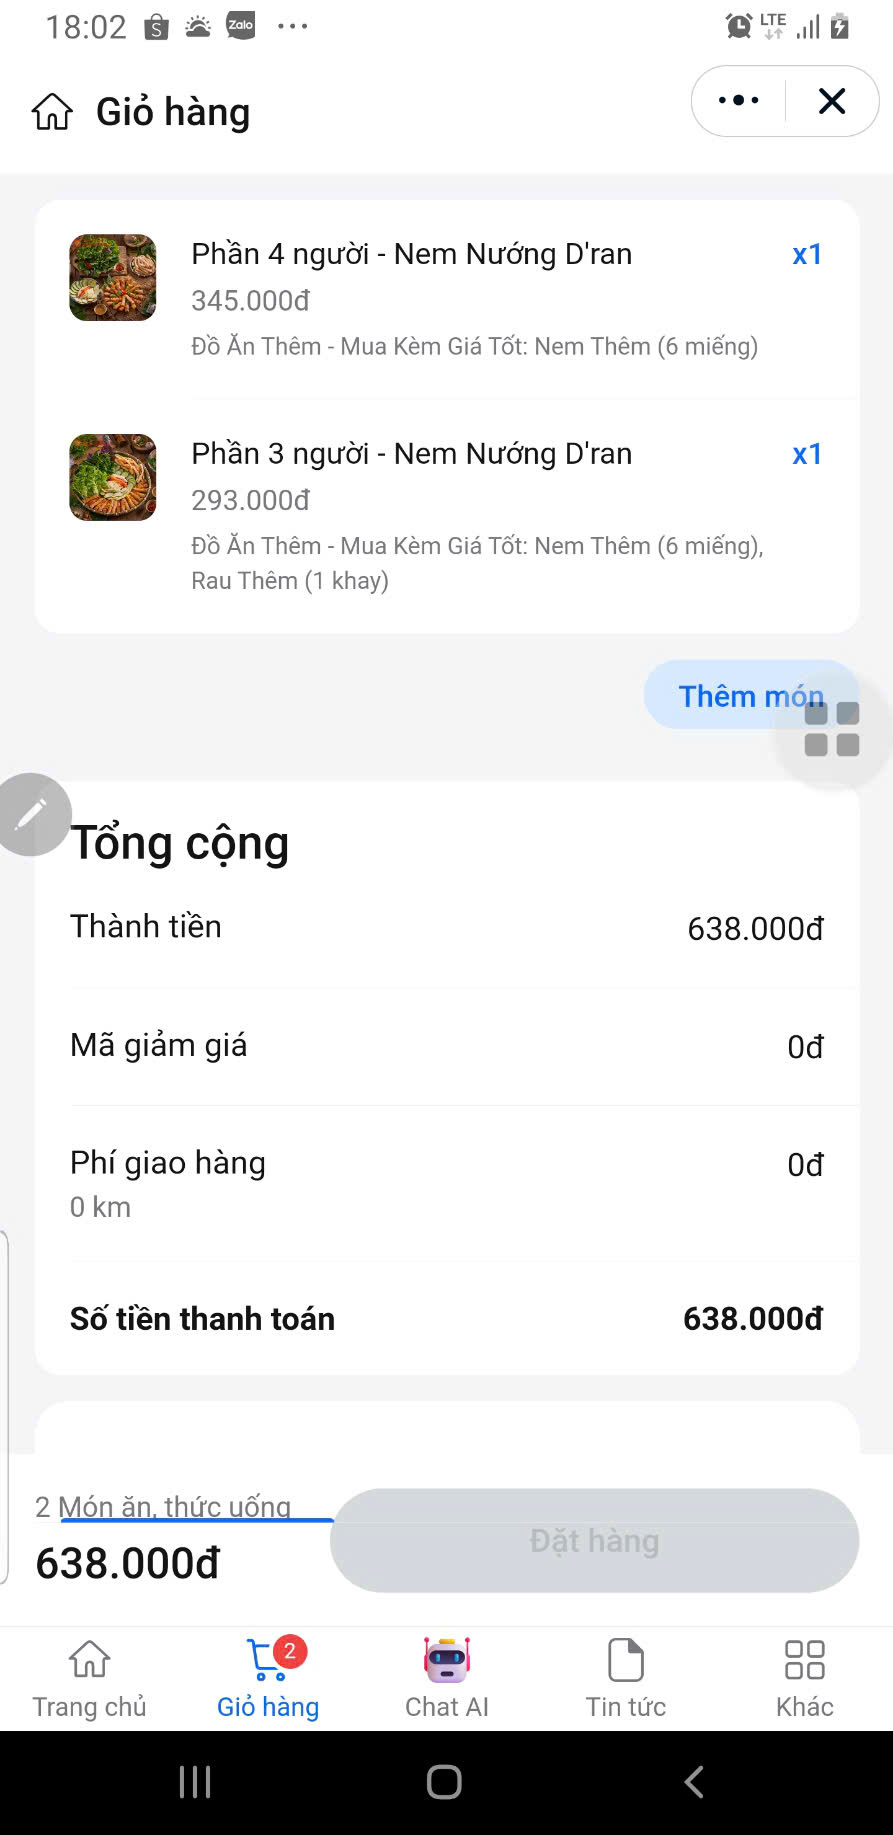 18:02
S
Zalo
LTE
Giỏ hàng
Phần 4 người - Nem Nướng D'ran
x1
345.000đ
Đồ Ăn Thêm - Mua Kèm Giá Tốt: Nem Thêm (6 miếng)
Phần 3 người - Nem Nướng D'ran
x1
293.000đ
Đồ Ăn Thêm - Mua Kèm Giá Tốt: Nem Thêm (6 miếng),
Rau Thêm (1 khay)
Thêm món
Tổng cộng
Thành tiền
638.000đ
Mã giảm giá
0đ
Phí giao hàng
0đ
0 km
Số tiền thanh toán
638.000đ
2 Món ăn, thức uống
638.000đ
Đặt hàng
2
Trang chủ
Giỏ hàng
Chat AI
Tin tức
Khác